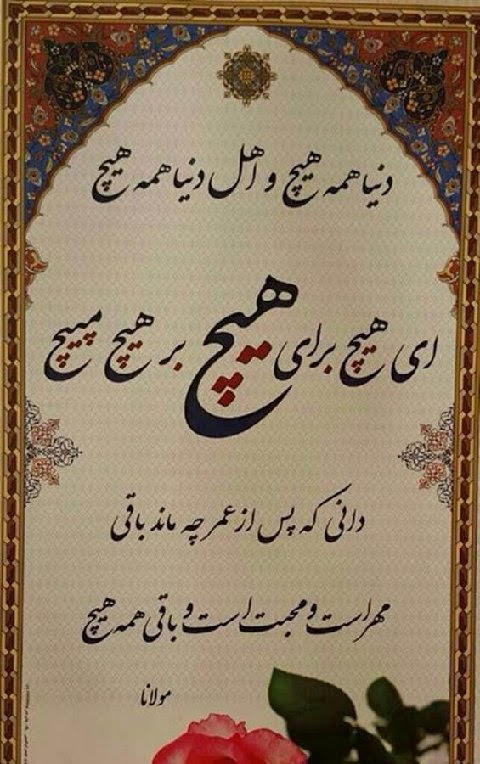 دنیا همه هیچ و اهل دنیا همه هیچ
ای هیچ برای هیچ بر هیچ مپیچ
دانی که پس از عمر چه ماند باقی
مهر است و محبت است و باقی همه هیچ
مولانا